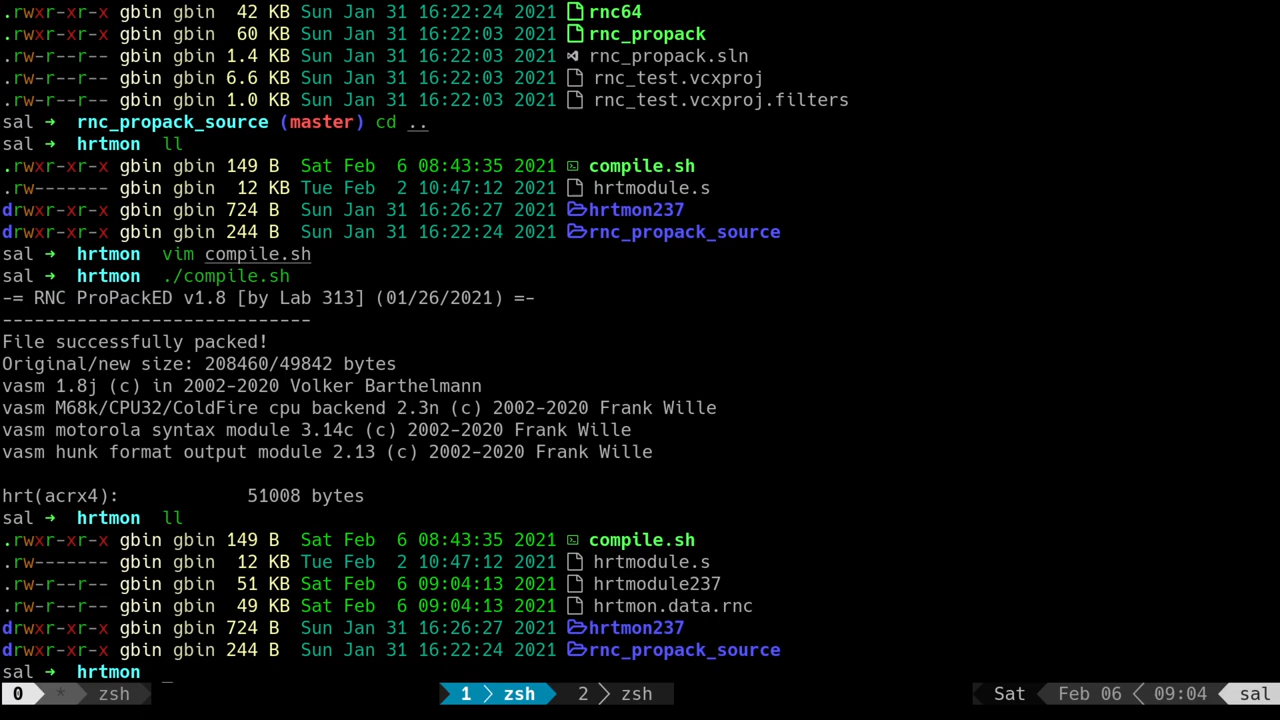 .rwxr-xr-x gbin gbin  42 KB Sun Jan 31 16:22:24 2021 rnc64
.rwxr-xr-x gbin gbin  60 KB Sun Jan 31 16:22:03 2021 rnc_propack
.rw-r--r-- gbin gbin 1.4 KB Sun Jan 31 16:22:03 2021 rnc_propack.sln
.rw-r--r-- gbin gbin 6.6 KB Sun Jan 31 16:22:03 2021 rnc_test.vcxproj
.rw-r--r-- gbin gbin 1.0 KB Sun Jan 31 16:22:03 2021 rnc_test.vcxproj.filters
sal → rnc_propack_source (master) cd ..
sal → hrtmon ll
.rwxr-xr-x gbin gbin 149 B  Sat Feb  6 08:43:35 2021 compile.sh
.rw------- gbin gbin  12 KB Tue Feb  2 10:47:12 2021 hrtmodule.s
drwxr-xr-x gbin gbin 724 B  Sun Jan 31 16:26:27 2021 hrtmon237
drwxr-xr-x gbin gbin 244 B  Sun Jan 31 16:22:24 2021 rnc_propack_source
sal → hrtmon vim compile.sh
sal → hrtmon ./compile.sh
-= RNC ProPackED v1.8 [by Lab 313] (01/26/2021) =-
-----------------------------
File successfully packed!
Original/new size: 208460/49842 bytes
vasm 1.8j (c) in 2002-2020 Volker Barthelmann
vasm M68k/CPU32/ColdFire cpu backend 2.3n (c) 2002-2020 Frank Wille
vasm motorola syntax module 3.14c (c) 2002-2020 Frank Wille
vasm hunk format output module 2.13 (c) 2002-2020 Frank Wille
hrt(acrx4):            51008 bytes
sal → hrtmon ll
.rwxr-xr-x gbin gbin 149 B  Sat Feb  6 08:43:35 2021 compile.sh
.rw------- gbin gbin  12 KB Tue Feb  2 10:47:12 2021 hrtmodule.s
.rw-r--r-- gbin gbin  51 KB Sat Feb  6 09:04:13 2021 hrtmodule237
.rw-r--r-- gbin gbin  49 KB Sat Feb  6 09:04:13 2021 hrtmon.data.rnc
drwxr-xr-x gbin gbin 724 B  Sun Jan 31 16:26:27 2021 hrtmon237
drwxr-xr-x gbin gbin 244 B  Sun Jan 31 16:22:24 2021 rnc_propack_source
sal → hrtmon _
0 * zsh 1 zsh 2 zsh Sat Feb 06 09:04 sal